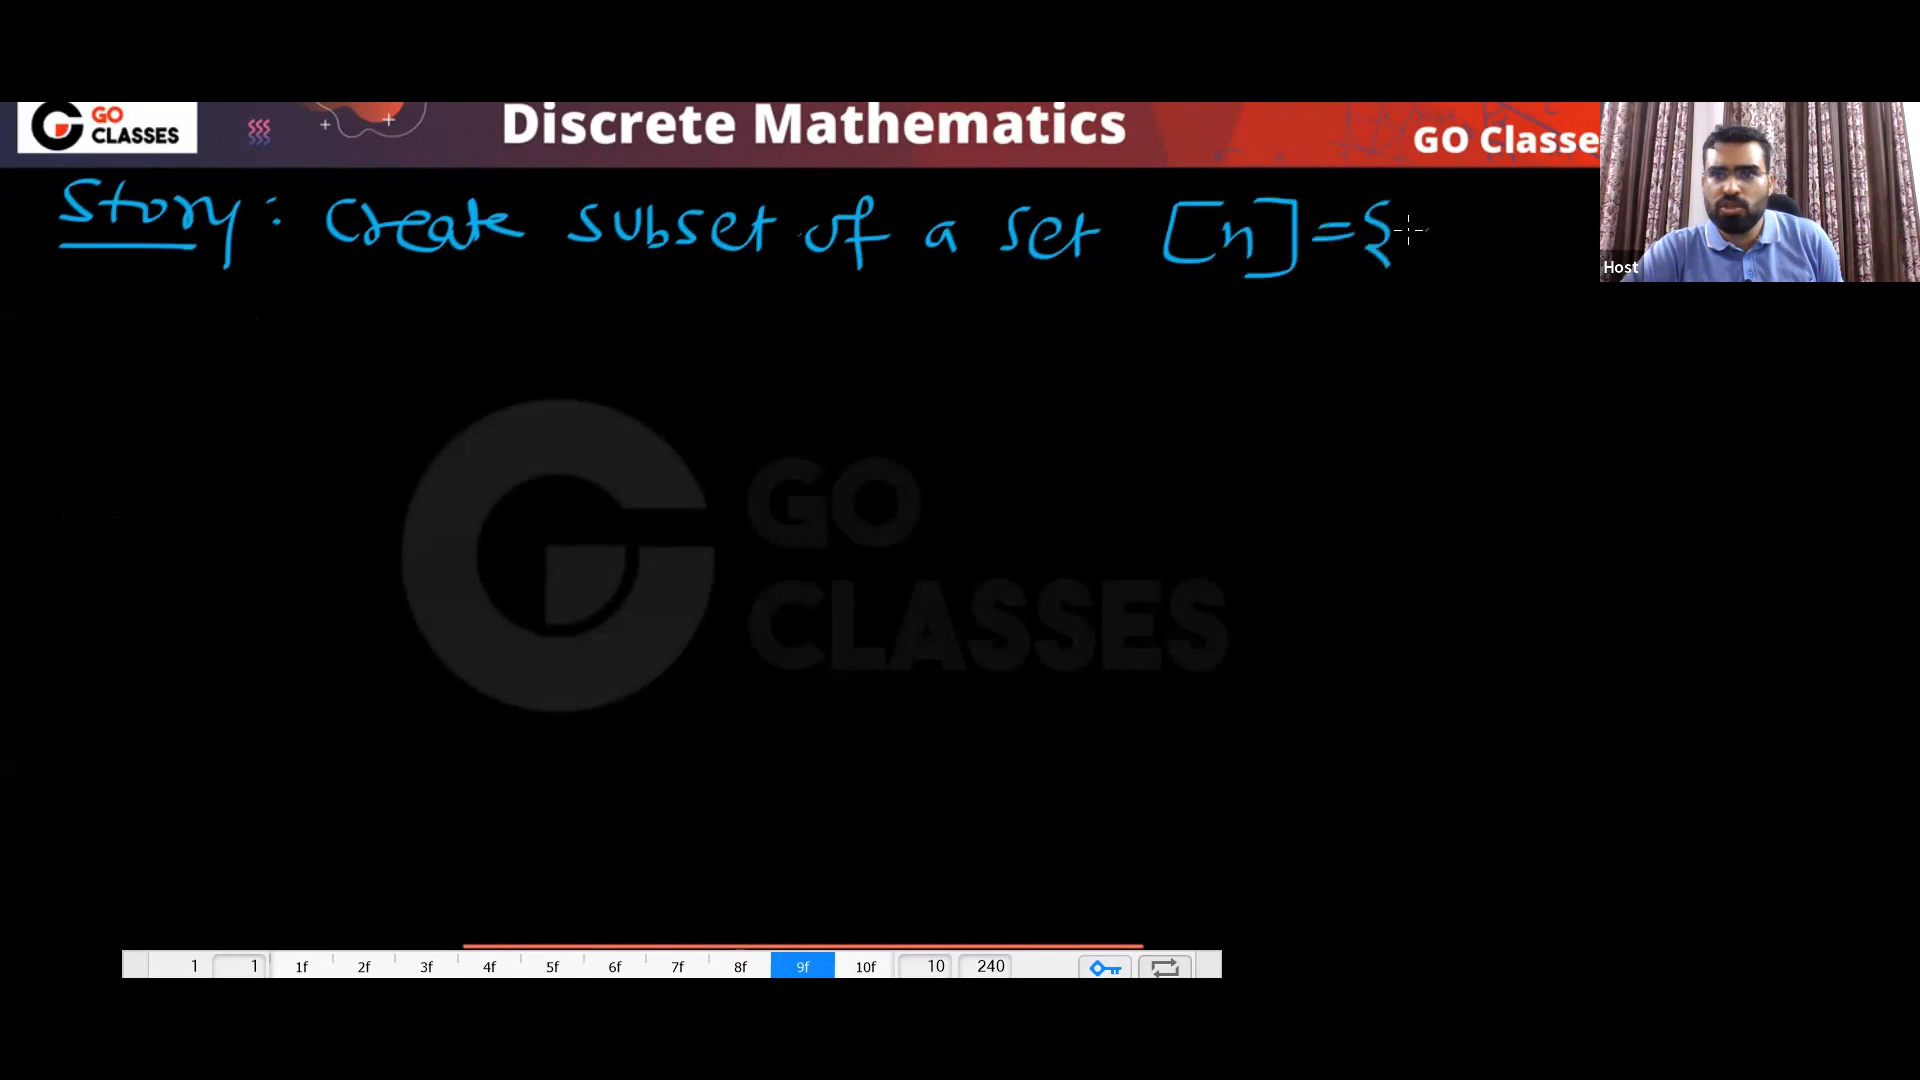 GO
CLASSES
Discrete Mathematics
GO Classe
Host
Story: Create subset of a set [n]={
GO
CLASSES
1 1 1f 2f 3f 4f 5f 6f 7f 8f 9f 10f 10 240